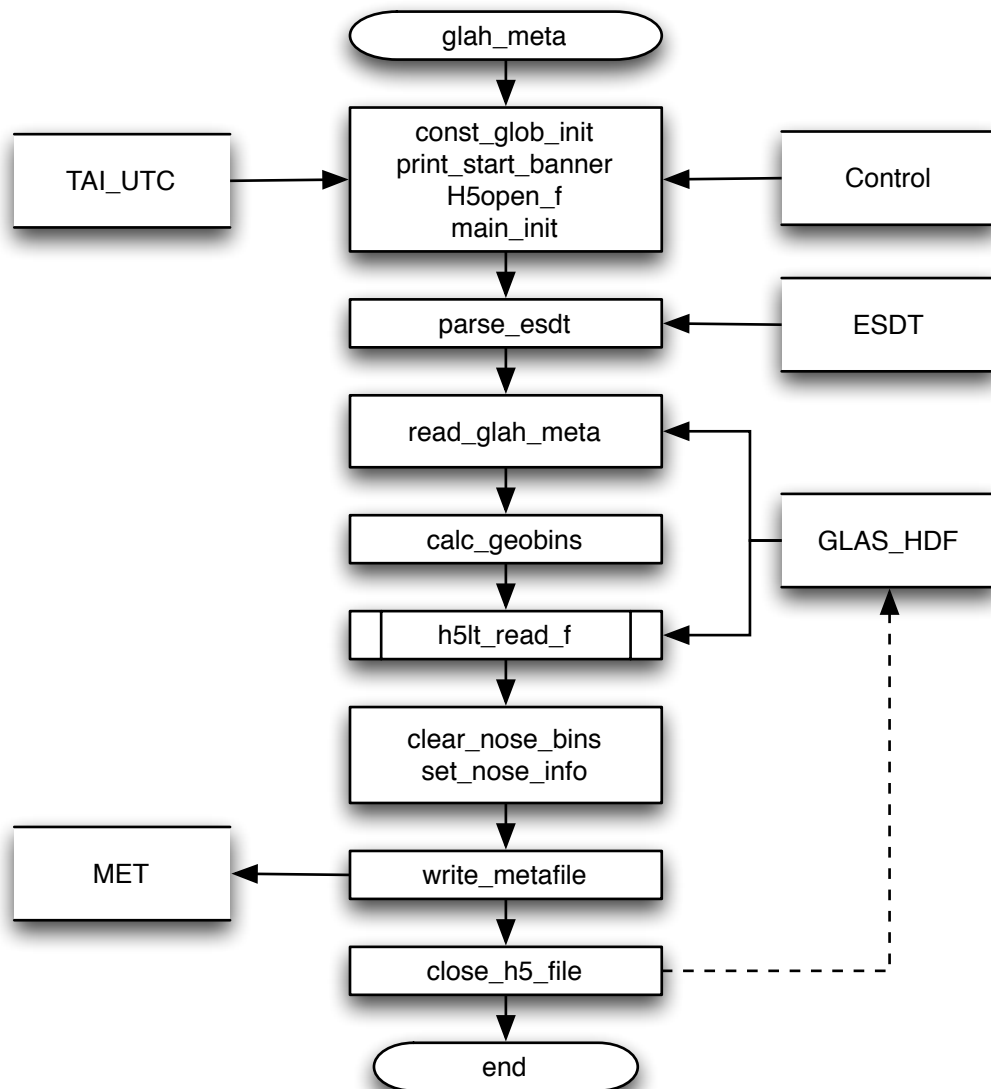 glah_meta
const_glob_init
print_start_banner
H5open_f
main_init
TAI_UTC
Control
parse_esdt
ESDT
read_glah_meta
calc_geobins
GLAS_HDF
h5lt_read_f
clear_nose_bins
set_nose_info
write_metafile
MET
close_h5_file
end